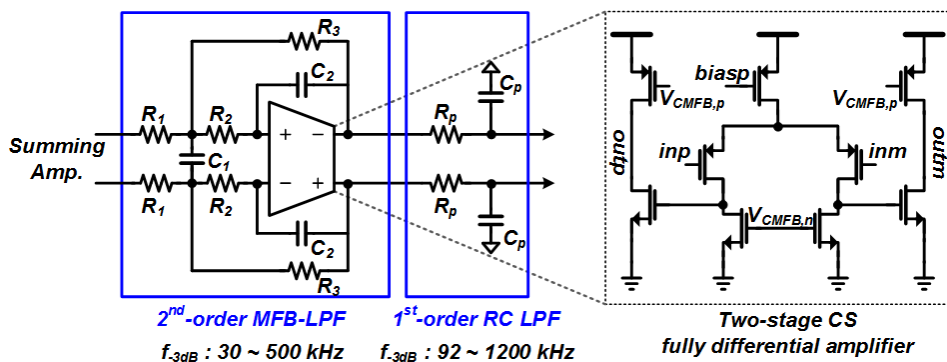 R3
C2
R1
R2
+
−
Rp
Cp
Summing
Amp.
C1
R1
R2
−
+
Rp
Cp
C2
R3
2nd-order MFB-LPF
1st-order RC LPF
f-3dB : 30 ~ 500 kHz
f-3dB : 92 ~ 1200 kHz
biasp
VCMFB,p
VCMFB,p
outp
inp
inm
outm
VCMFB,n
Two-stage CS
fully differential amplifier